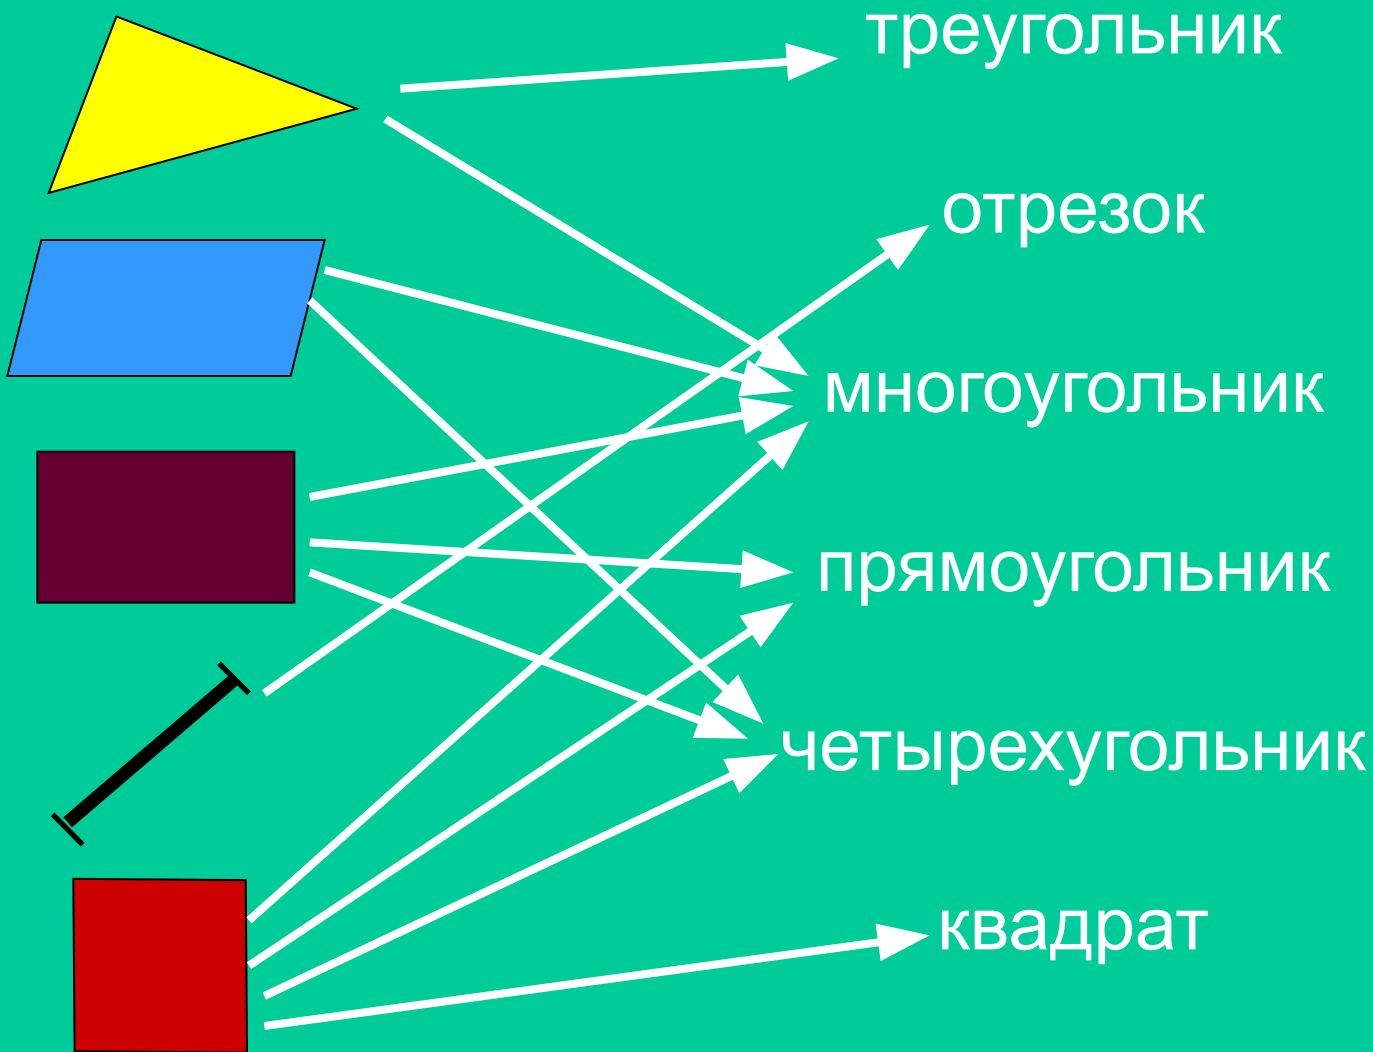 треугольник
отрезок
многоугольник
прямоугольник
четырехугольник
квадрат